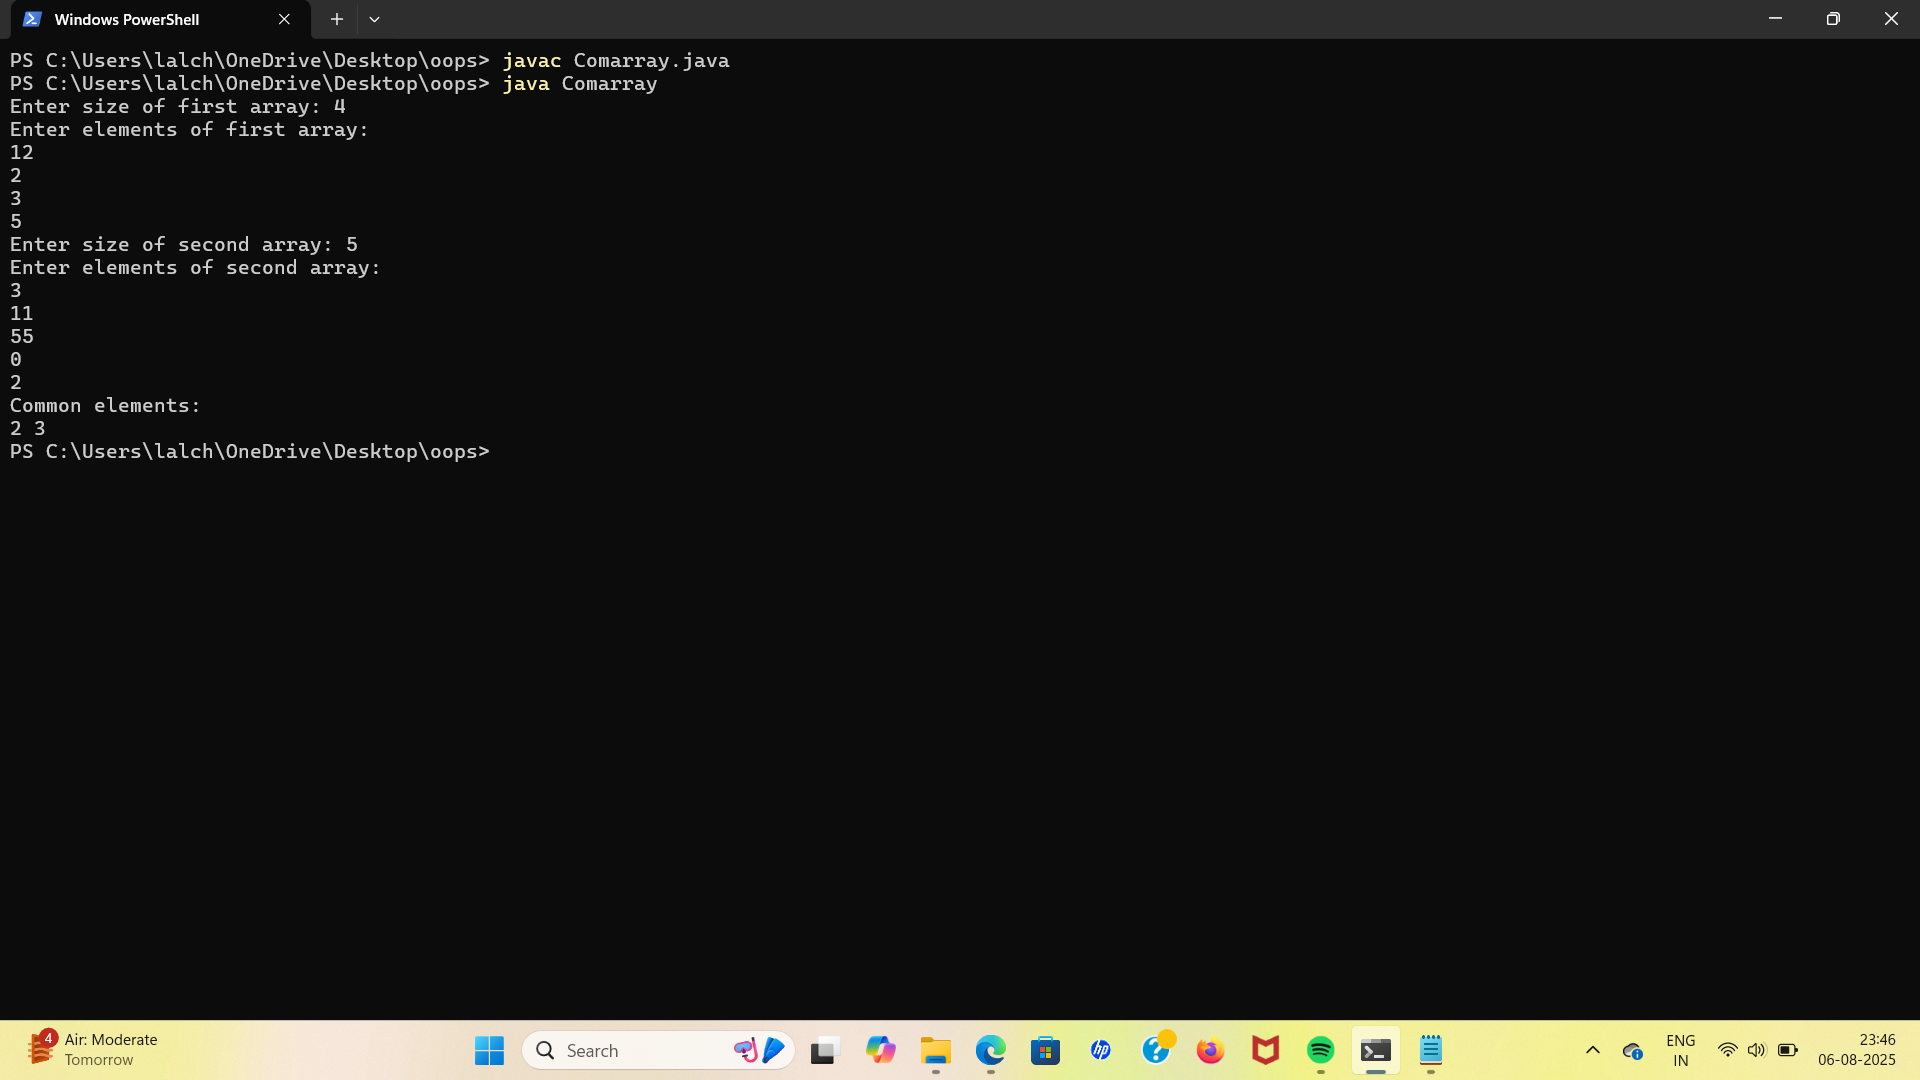 Windows PowerShell
PS C:\Users\lalch\OneDrive\Desktop\oops> javac Comarray.java
PS C:\Users\lalch\OneDrive\Desktop\oops> java Comarray
Enter size of first array: 4
Enter elements of first array:
12
2
3
5
Enter size of second array: 5
Enter elements of second array:
3
11
55
0
2
Common elements:
2 3
PS C:\Users\lalch\OneDrive\Desktop\oops>
4
Air: Moderate
Tomorrow
Search
hp
ENG
IN
23:46
06-08-2025